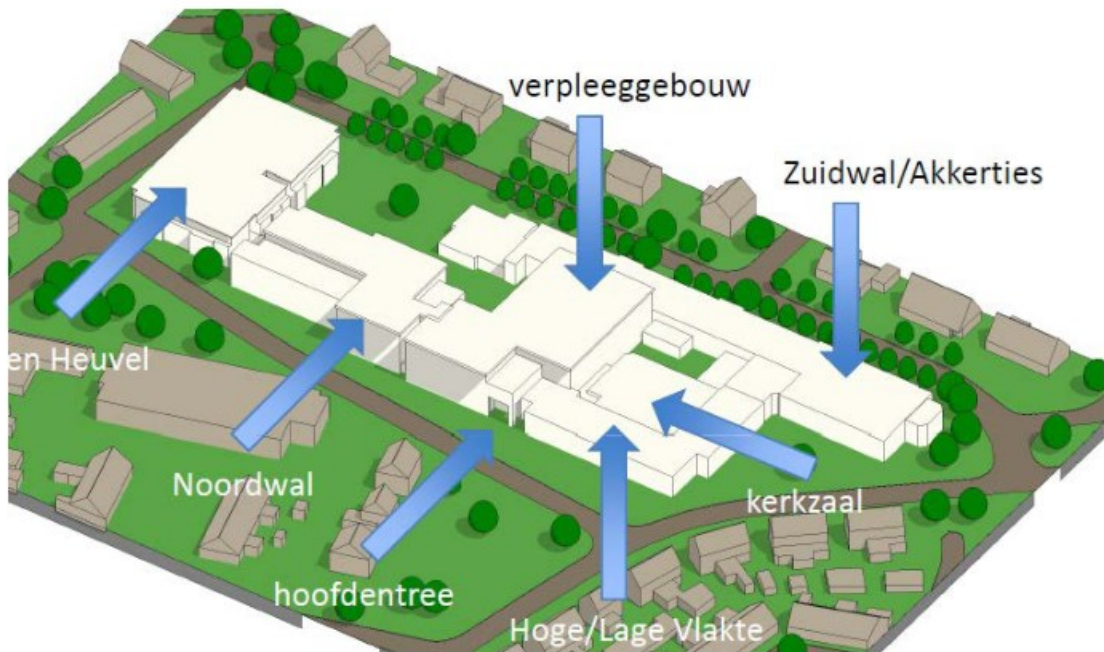 verpleeggebouw
Zuidwal/Akkerties
en Heuvel
Noordwal
kerkzaal
hoofdentree
Hoge/Lage Vlakte